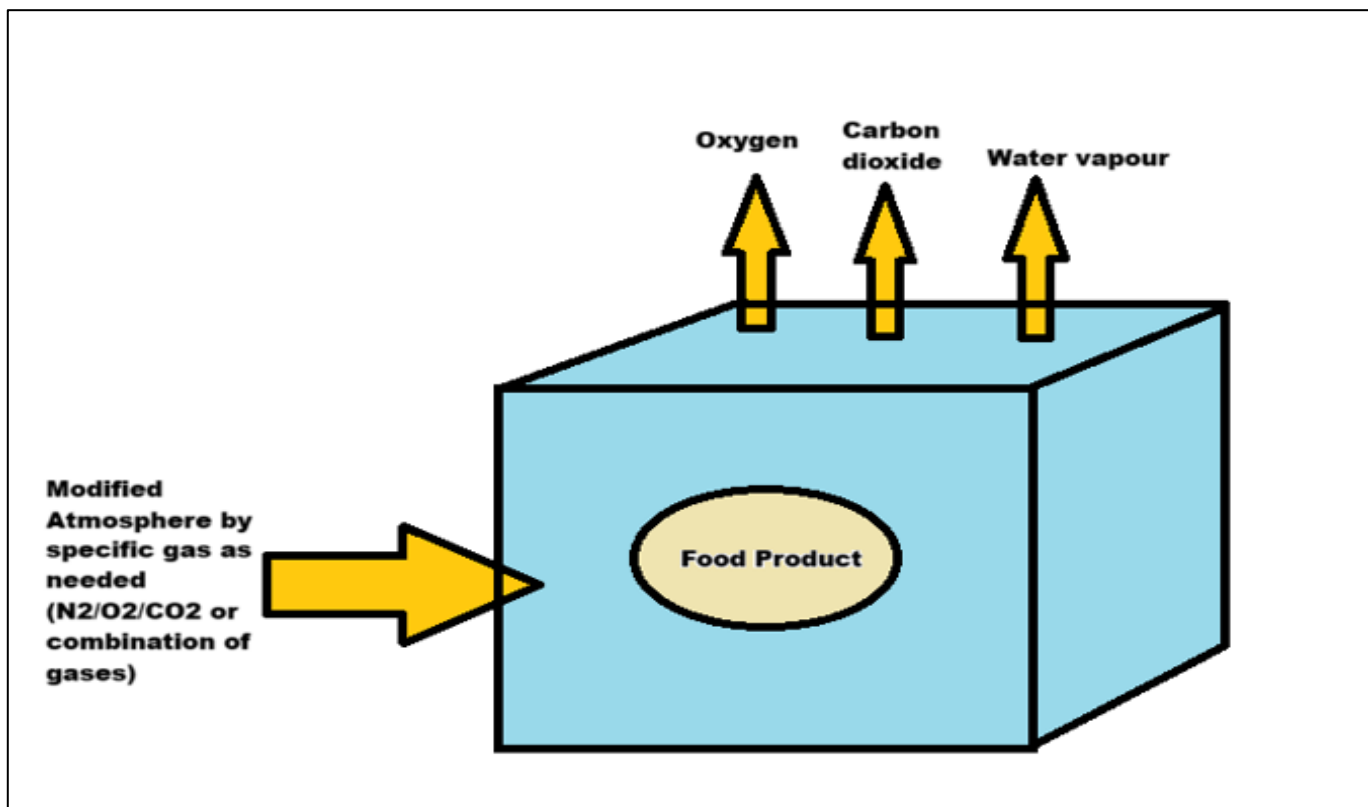 Oxygen
Carbon
dioxide
Water vapour
Modified
Atmosphere by
specific gas as
needed
(N2/O2/CO2 or
combination of
gases)
Food Product